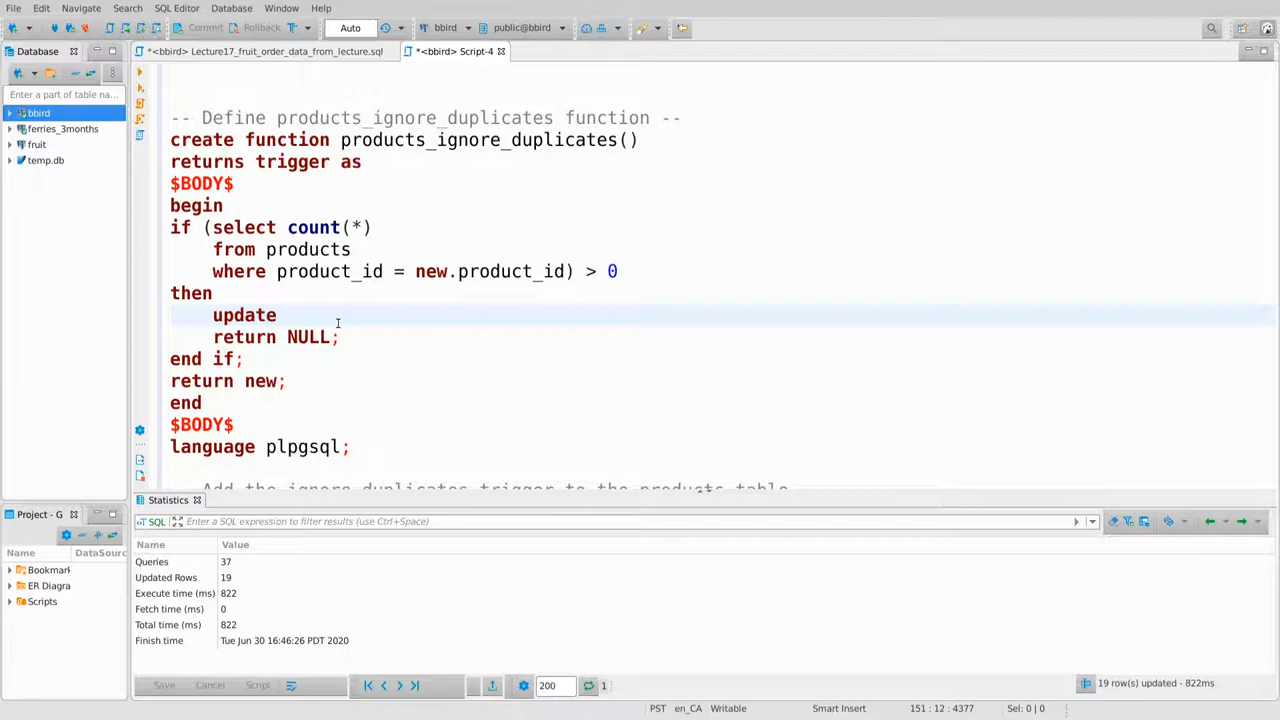 File Edit Navigate Search SQL Editor Database Window Help
Commit Rollback Auto bbird public@bbird
Database *<bbird> Lecture17_fruit_order_data_from_lecture.sql *<bbird> Script-4
Enter a part of table na...
bbird
ferries_3months
fruit
temp.db
-- Define products_ignore_duplicates function --
create function products_ignore_duplicates()
returns trigger as
$BODY$
begin
if (select count(*)
from products
where product_id = new.product_id) > 0
then
update
return NULL;
end if;
return new;
end
$BODY$
language plpgsql;
Add the ignore duplicates trigger to the products table
Statistics
SQL Enter a SQL expression to filter results (use Ctrl+Space)
Name Value
Queries 37
Updated Rows 19
Execute time (ms) 822
Fetch time (ms) 0
Total time (ms) 822
Finish time Tue Jun 30 16:46:26 PDT 2020
Project - G
Name DataSourc
Bookmark
ER Diagra
Scripts
Save Cancel Script 200 1 19 row(s) updated - 822ms
PST en_CA Writable Smart Insert 151 : 12 : 4377 Sel: 0 | 0